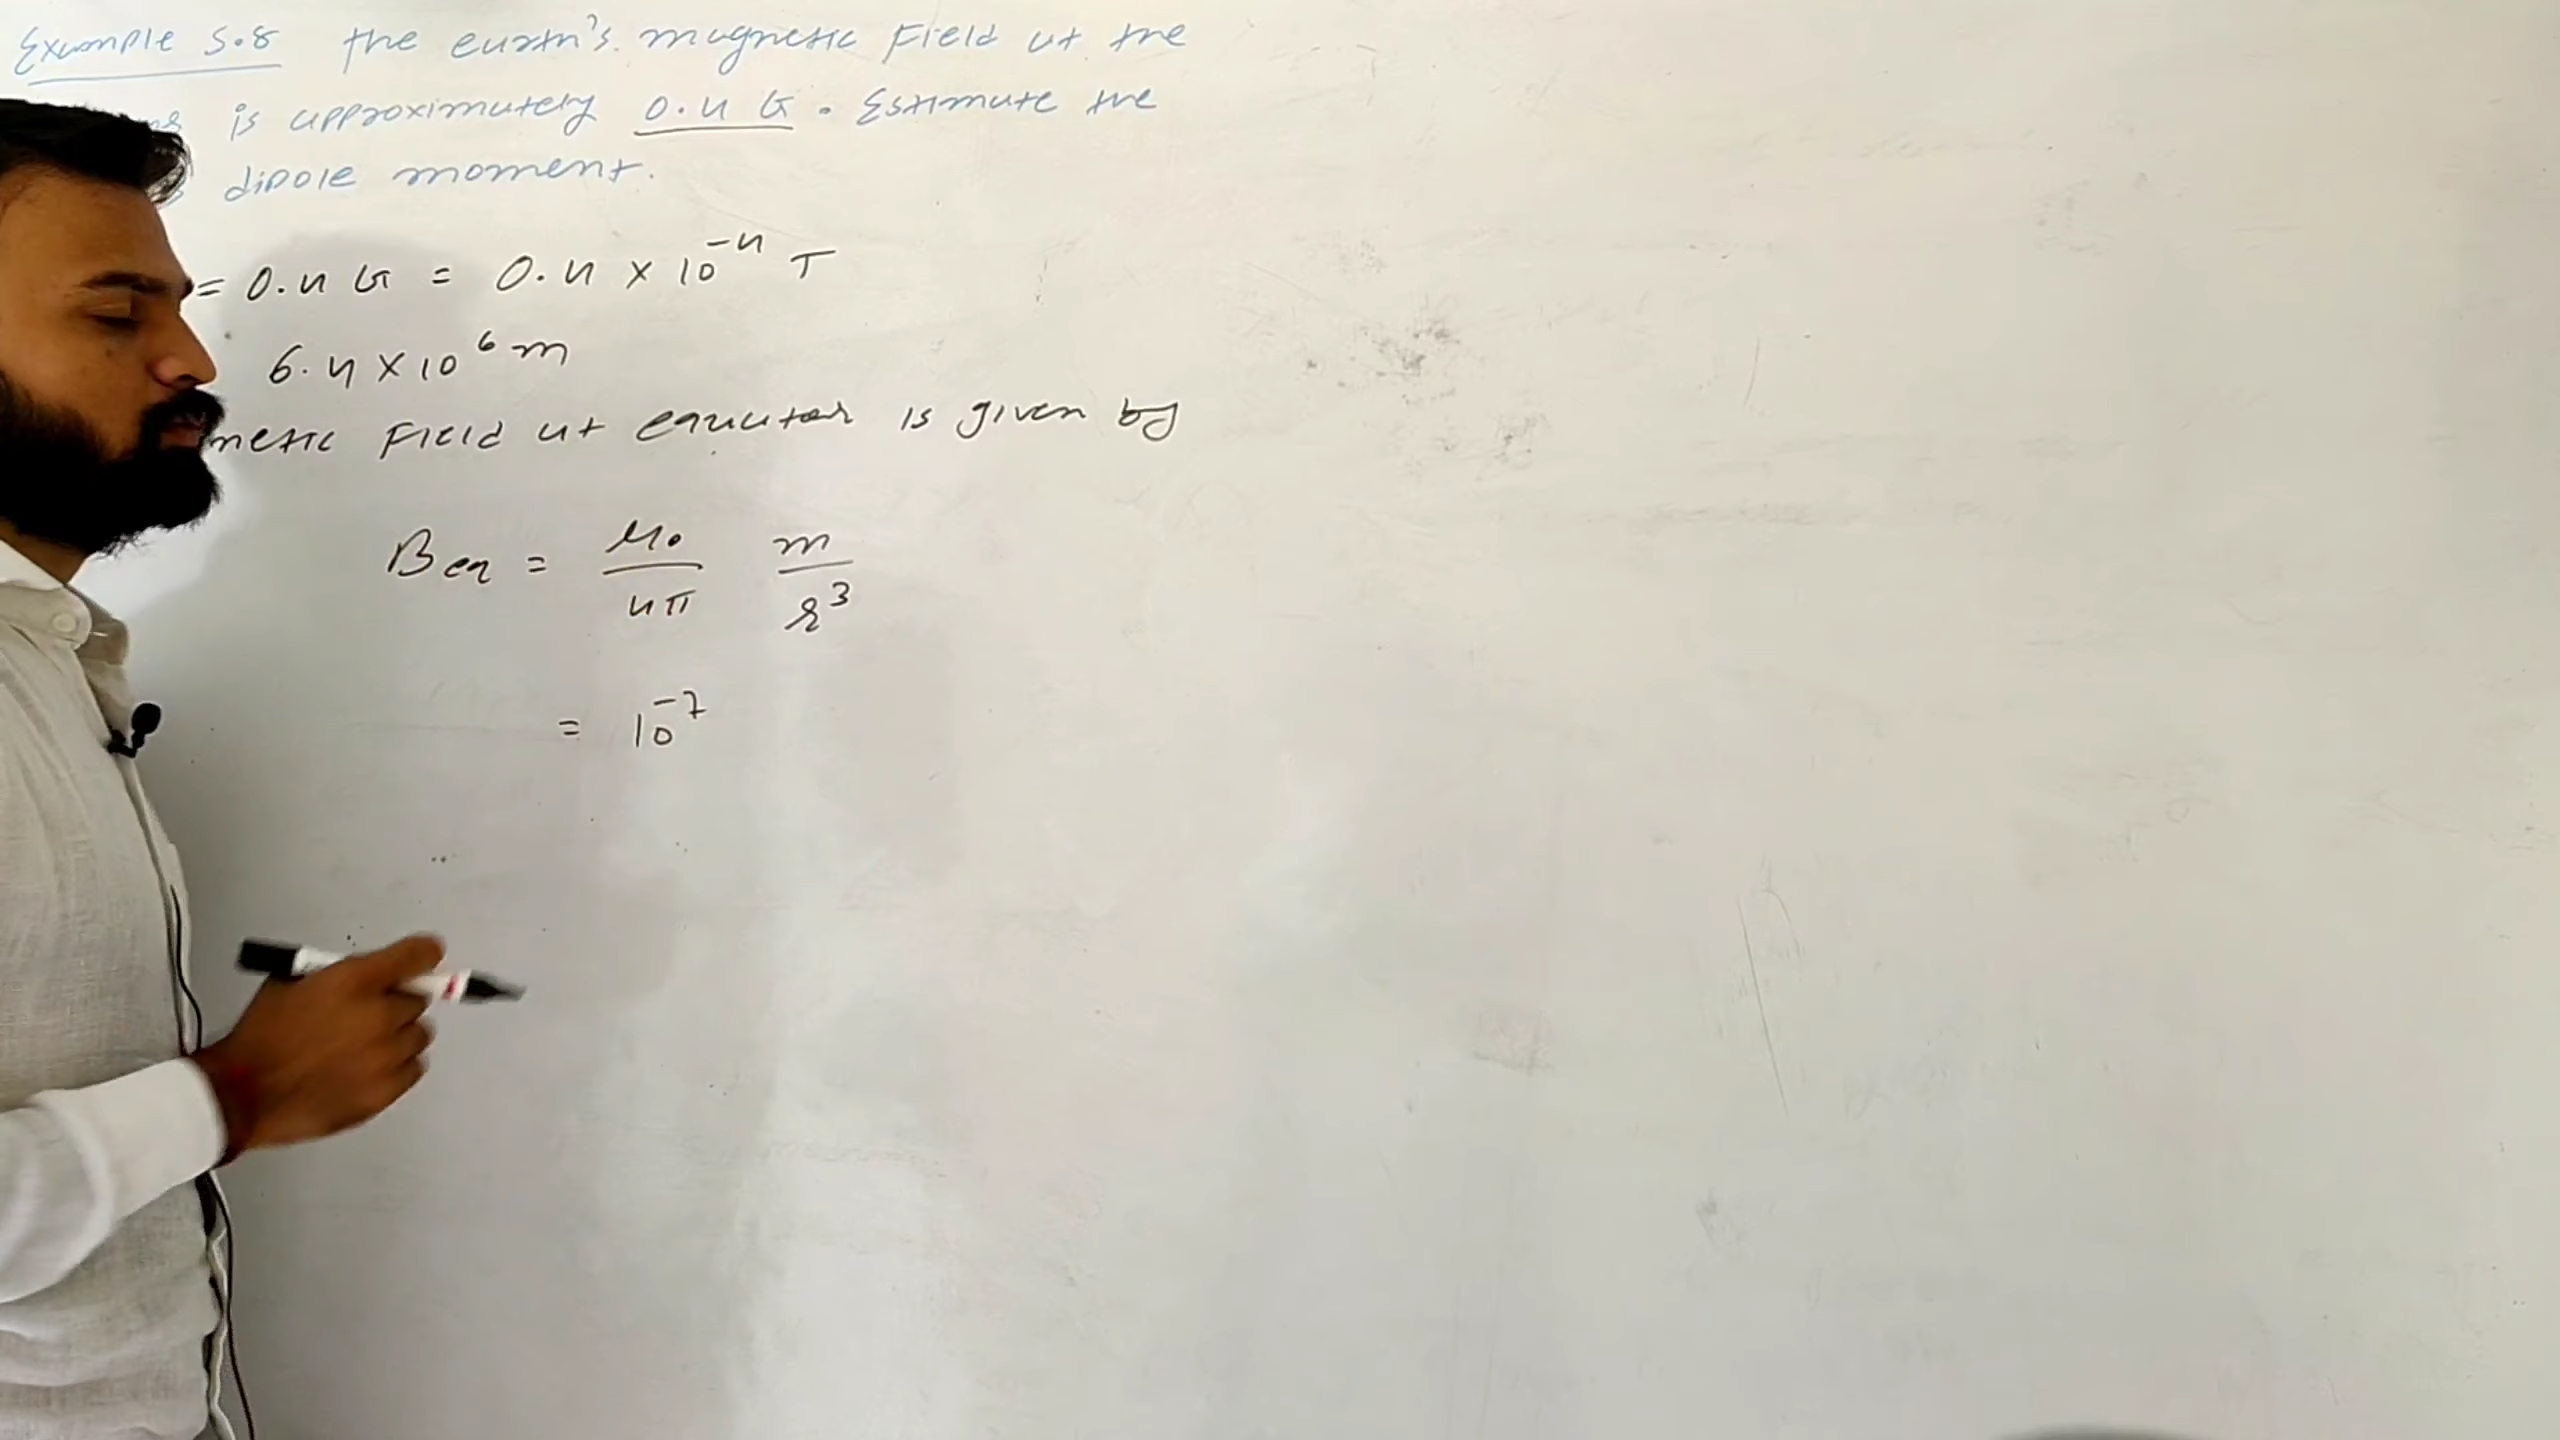 Example 5.8 the earth's magnetic field at the
is approximately 0.4 G. Estimate the
dipole moment.
= 0.4 G = 0.4 × 10⁻⁴ T
6.4 × 10⁶ m
netic field at equator is given by
Beq = μ₀/4π m/r³
= 10⁻⁷